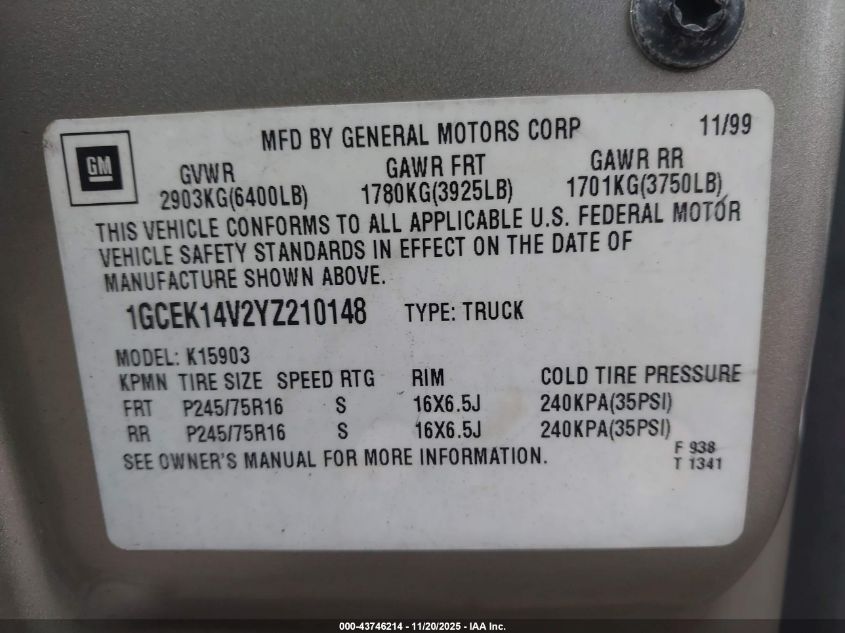 GM
MFD BY GENERAL MOTORS CORP 11/99
GVWR GAWR FRT GAWR RR
2903KG(6400LB) 1780KG(3925LB) 1701KG(3750LB)
THIS VEHICLE CONFORMS TO ALL APPLICABLE U.S. FEDERAL MOTOR
VEHICLE SAFETY STANDARDS IN EFFECT ON THE DATE OF
MANUFACTURE SHOWN ABOVE.
1GCEK14V2YZ210148 TYPE: TRUCK
MODEL: K15903
KPMN TIRE SIZE SPEED RTG RIM COLD TIRE PRESSURE
FRT P245/75R16 S 16X6.5J 240KPA(35PSI)
RR P245/75R16 S 16X6.5J 240KPA(35PSI)
SEE OWNER'S MANUAL FOR MORE INFORMATION.
F 938
T 1341
000-43746214 - 11/20/2025 - IAA Inc.